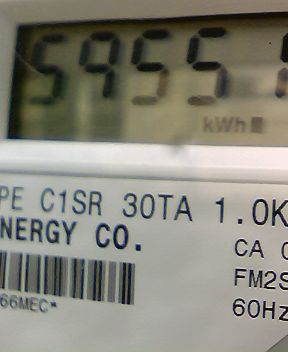 5955
kWh
PE C1SR 30TA 1.0K
NERGY CO.
CA
FM2S
66MEC*
60Hz